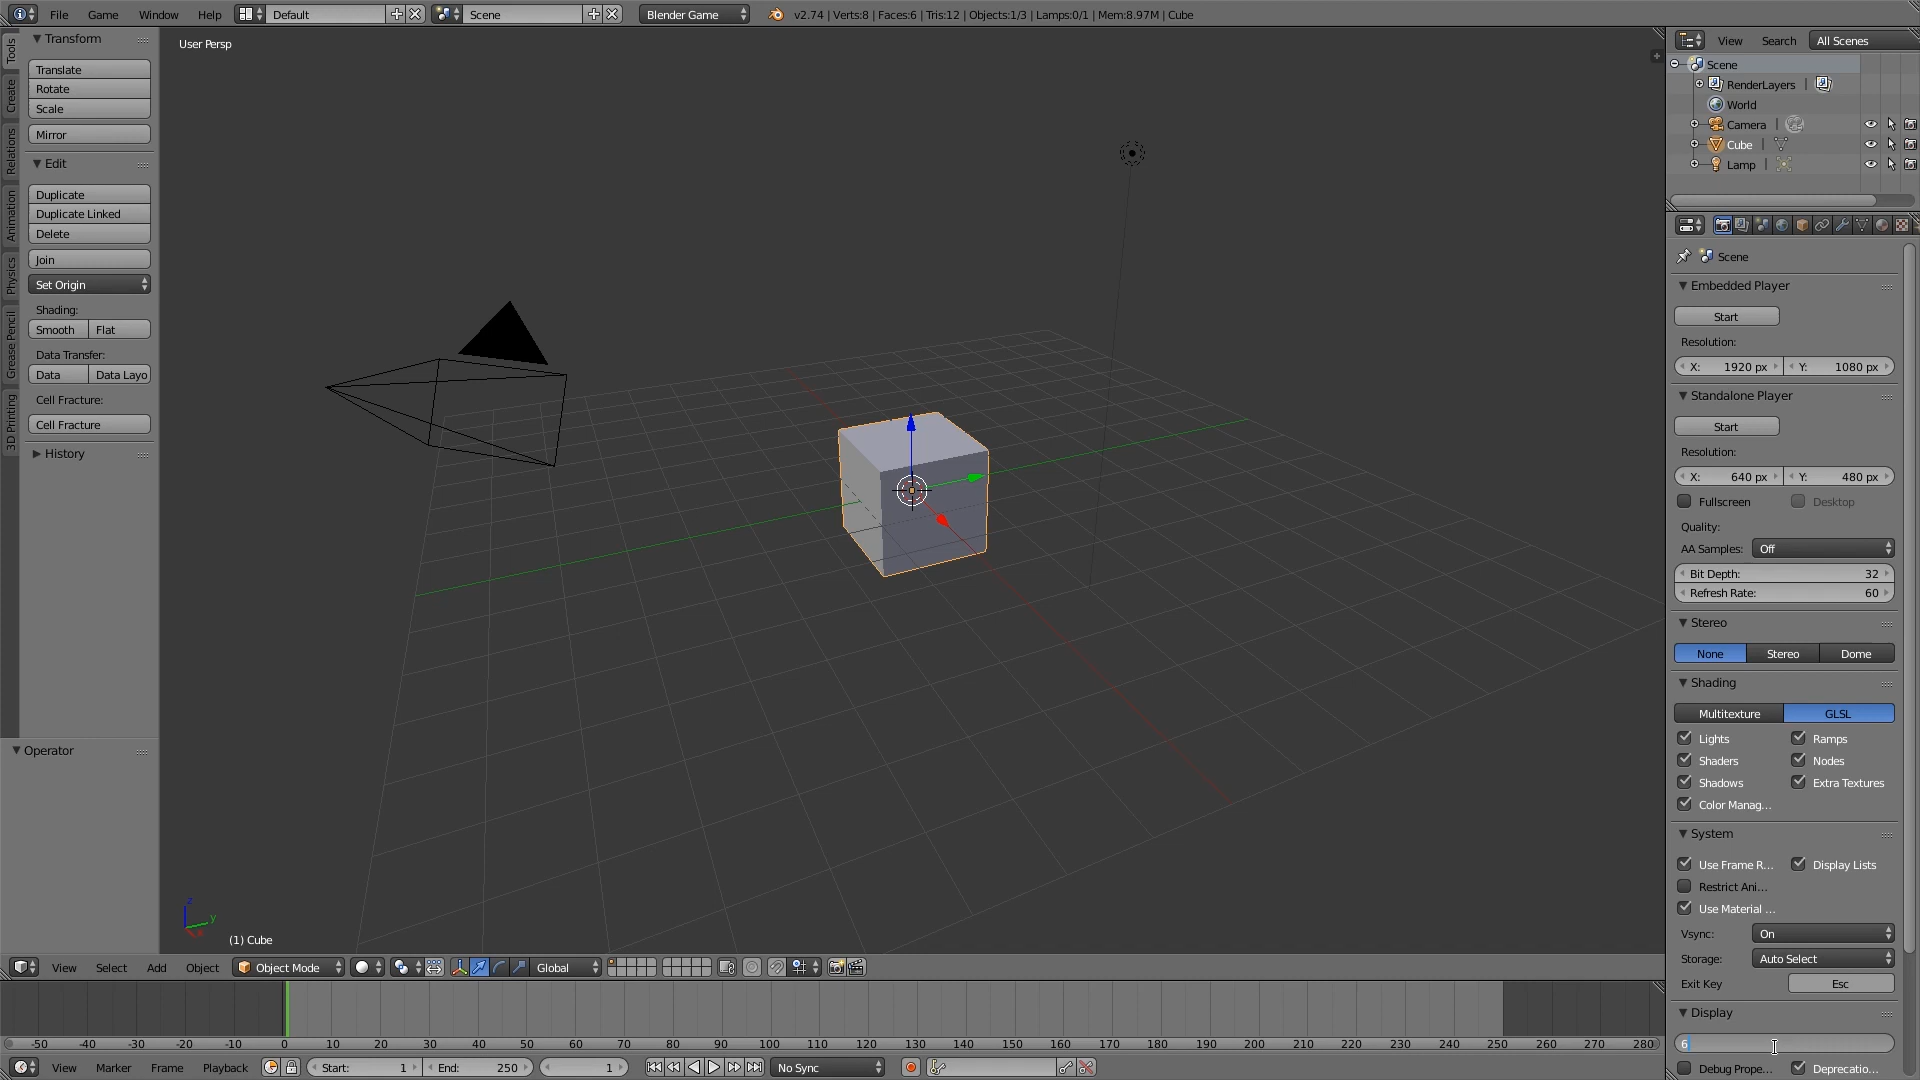 File Game Window Help Default Scene Blender Game v2.74 | Verts:8 | Faces:6 | Tris:12 | Objects:1/3 | Lamps:0/1 | Mem:8.97M | Cube
Tools
Create
Relations
Animation
Physics
Grease Pencil
3D Printing
Transform
Translate
Rotate
Scale
Mirror
Edit
Duplicate
Duplicate Linked
Delete
Join
Set Origin
Shading:
Smooth Flat
Data Transfer:
Data Data Layo
Cell Fracture:
Cell Fracture
History
Operator
User Persp
z
y
(1) Cube
View Select Add Object Object Mode Global
-50 -40 -30 -20 -10 0 10 20 30 40 50 60 70 80 90 100 110 120 130 140 150 160 170 180 190 200 210 220 230 240 250 260 270 280
View Marker Frame Playback Start: 1 End: 250 1 No Sync
View Search All Scenes
Scene
RenderLayers |
World
Camera |
Cube |
Lamp |
Scene
Embedded Player
Start
Resolution:
X: 1920 px Y: 1080 px
Standalone Player
Start
Resolution:
X: 640 px Y: 480 px
Fullscreen Desktop
Quality:
AA Samples: Off
Bit Depth: 32
Refresh Rate: 60
Stereo
None Stereo Dome
Shading
Multitexture GLSL
Lights Ramps
Shaders Nodes
Shadows Extra Textures
Color Manag...
System
Use Frame R... Display Lists
Restrict Ani...
Use Material ...
Vsync: On
Storage: Auto Select
Exit Key Esc
Display
6
Debug Prope... Deprecatio...